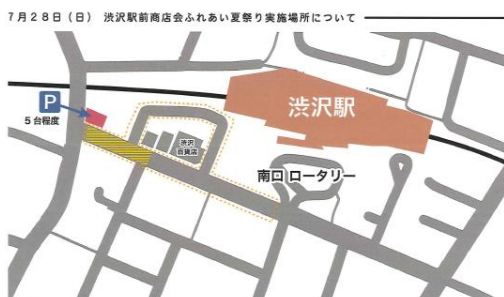 7月28日（日） 渋沢駅前商店会ふれあい夏祭り実施場所について
P
5台程度
渋沢駅
渋沢
百貨店
南口 ロータリー